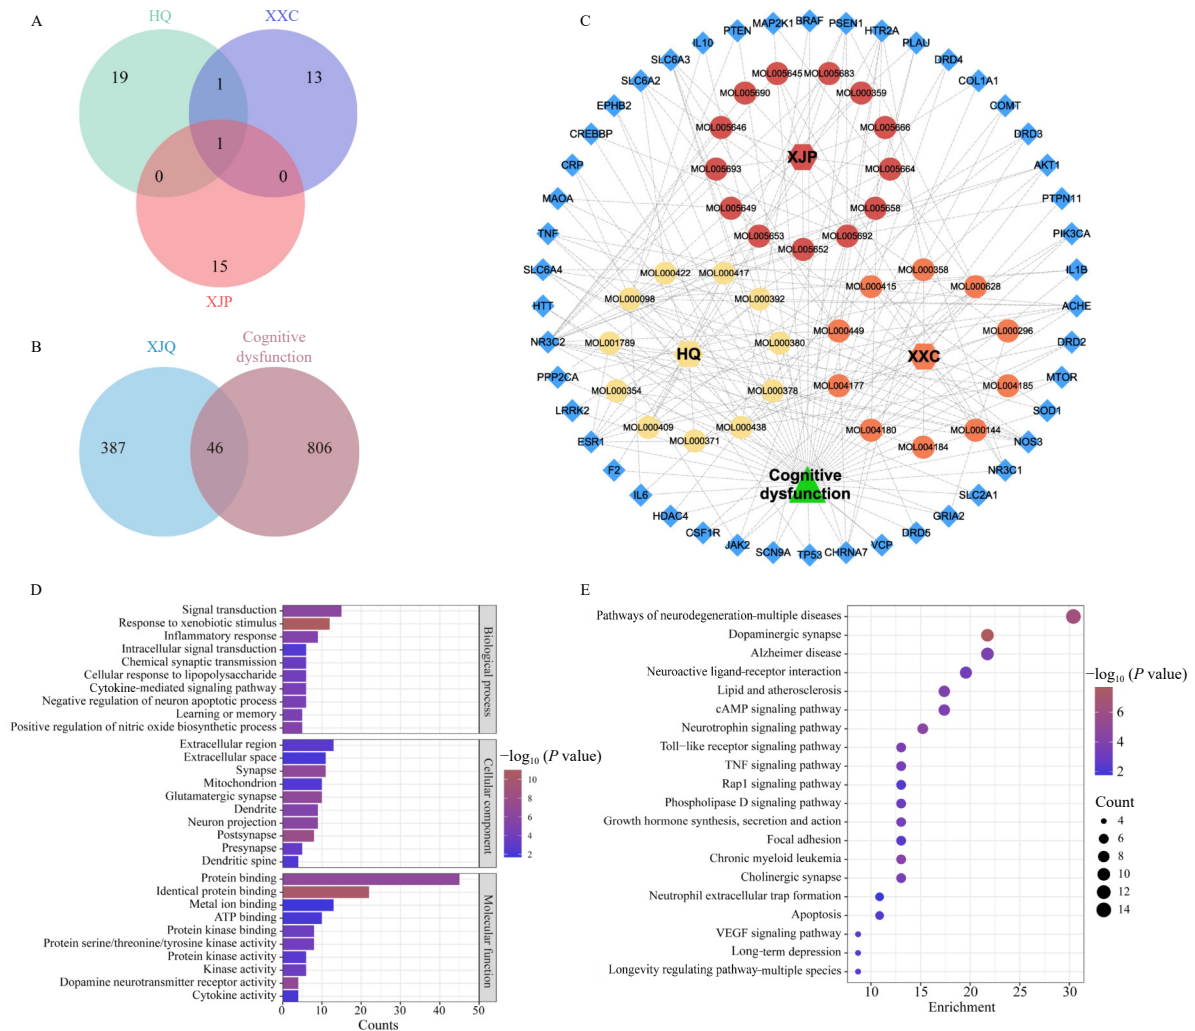 A
HQ
XXC
19
1
13
1
0
0
15
XJP
B
XJQ
Cognitive
dysfunction
387
46
806
C
BRAF
MAP2K1
PSEN1
PTEN
HTR2A
IL10
PLAU
SLC6A3
DRD4
SLC6A2
COL1A1
EPHB2
COMT
CREBBP
DRD3
CRP
AKT1
MAOA
PTPN11
TNF
PIK3CA
SLC6A4
IL1B
HTT
ACHE
NR3C2
DRD2
PPP2CA
MTOR
LRRK2
SOD1
ESR1
NOS3
F2
NR3C1
IL6
SLC2A1
HDAC4
GRIA2
CSF1R
DRD5
JAK2
VCP
SCN9A
TP53
CHRNA7
MOL005645
MOL005683
MOL005690
MOL000359
MOL005646
MOL005666
XJP
MOL005693
MOL005664
MOL005649
MOL005658
MOL005653
MOL005692
MOL005652
MOL000422
MOL000417
MOL000098
MOL000392
MOL001789
MOL000380
HQ
MOL000354
MOL000378
MOL000409
MOL000438
MOL000371
MOL000358
MOL000415
MOL000628
MOL000449
MOL000296
XXC
MOL004177
MOL004185
MOL004180
MOL000144
MOL004184
Cognitive
dysfunction
D
Signal transduction
Response to xenobiotic stimulus
Inflammatory response
Intracellular signal transduction
Chemical synaptic transmission
Cellular response to lipopolysaccharide
Cytokine-mediated signaling pathway
Negative regulation of neuron apoptotic process
Learning or memory
Positive regulation of nitric oxide biosynthetic process
Biological process
Extracellular region
Extracellular space
Synapse
Mitochondrion
Glutamatergic synapse
Dendrite
Neuron projection
Postsynapse
Presynapse
Dendritic spine
Cellular component
Protein binding
Identical protein binding
Metal ion binding
ATP binding
Protein kinase binding
Protein serine/threonine/tyrosine kinase activity
Protein kinase activity
Kinase activity
Dopamine neurotransmitter receptor activity
Cytokine activity
Molecular function
0 10 20 30 40 50
Counts
−log10 (P value)
10
8
6
4
2
E
Pathways of neurodegeneration-multiple diseases
Dopaminergic synapse
Alzheimer disease
Neuroactive ligand-receptor interaction
Lipid and atherosclerosis
cAMP signaling pathway
Neurotrophin signaling pathway
Toll−like receptor signaling pathway
TNF signaling pathway
Rap1 signaling pathway
Phospholipase D signaling pathway
Growth hormone synthesis, secretion and action
Focal adhesion
Chronic myeloid leukemia
Cholinergic synapse
Neutrophil extracellular trap formation
Apoptosis
VEGF signaling pathway
Long-term depression
Longevity regulating pathway-multiple species
10 15 20 25 30
Enrichment
−log10 (P value)
6
4
2
Count
4
6
8
10
12
14